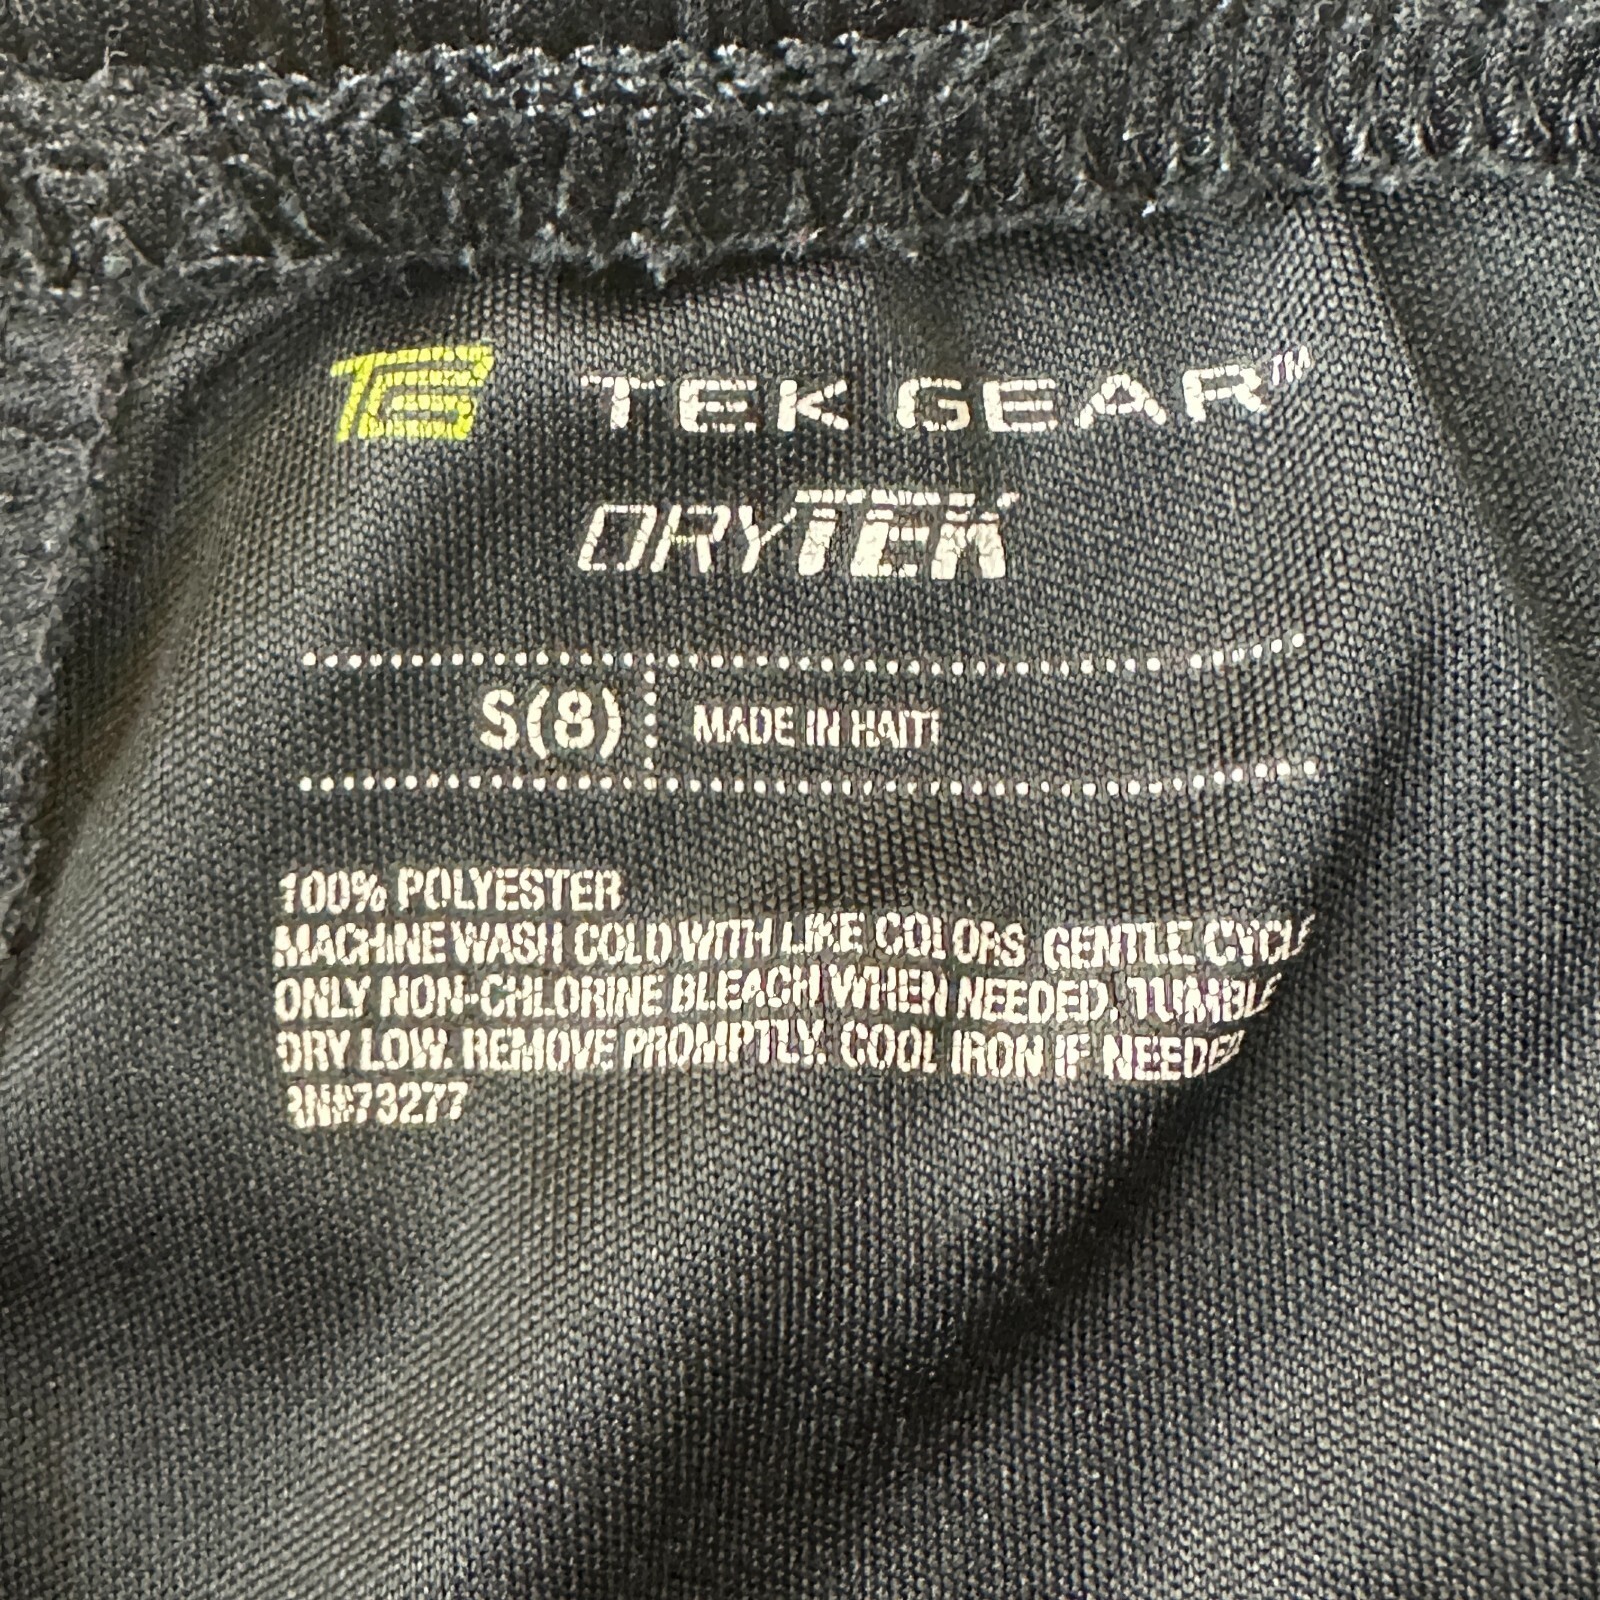 TG TEK GEAR™
DRYTEK
S(8) MADE IN HAITI
100% POLYESTER
MACHINE WASH COLD WITH LIKE COLORS GENTLE CYCLE
ONLY NON-CHLORINE BLEACH WHEN NEEDED. TUMBLE
DRY LOW. REMOVE PROMPTLY. COOL IRON IF NEEDED
RN#73277